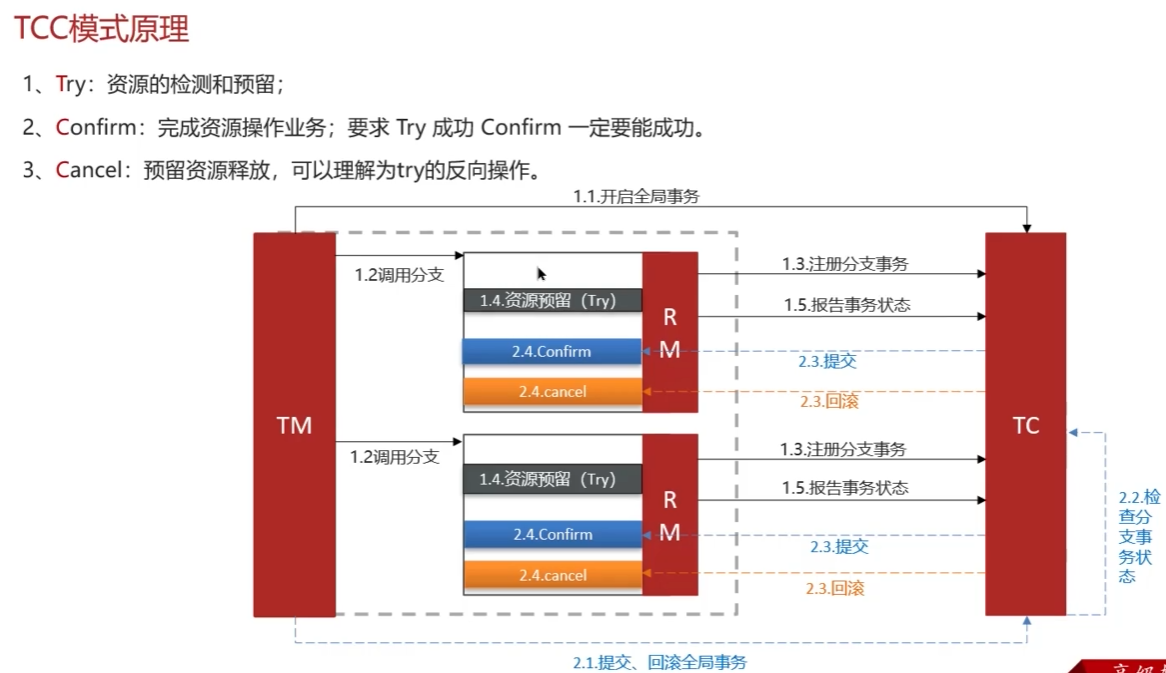 TCC模式原理
1、Try：资源的检测和预留；
2、Confirm：完成资源操作业务；要求 Try 成功 Confirm 一定要能成功。
3、Cancel：预留资源释放，可以理解为try的反向操作。
1.1.开启全局事务
1.2调用分支
1.3.注册分支事务
1.4.资源预留（Try）
1.5.报告事务状态
R
M
2.4.Confirm
2.3.提交
2.4.cancel
2.3.回滚
TM
TC
1.2调用分支
1.3.注册分支事务
1.4.资源预留（Try）
1.5.报告事务状态
R
M
2.4.Confirm
2.3.提交
2.4.cancel
2.3.回滚
2.2.检
查分
支事
务状
态
2.1.提交、回滚全局事务